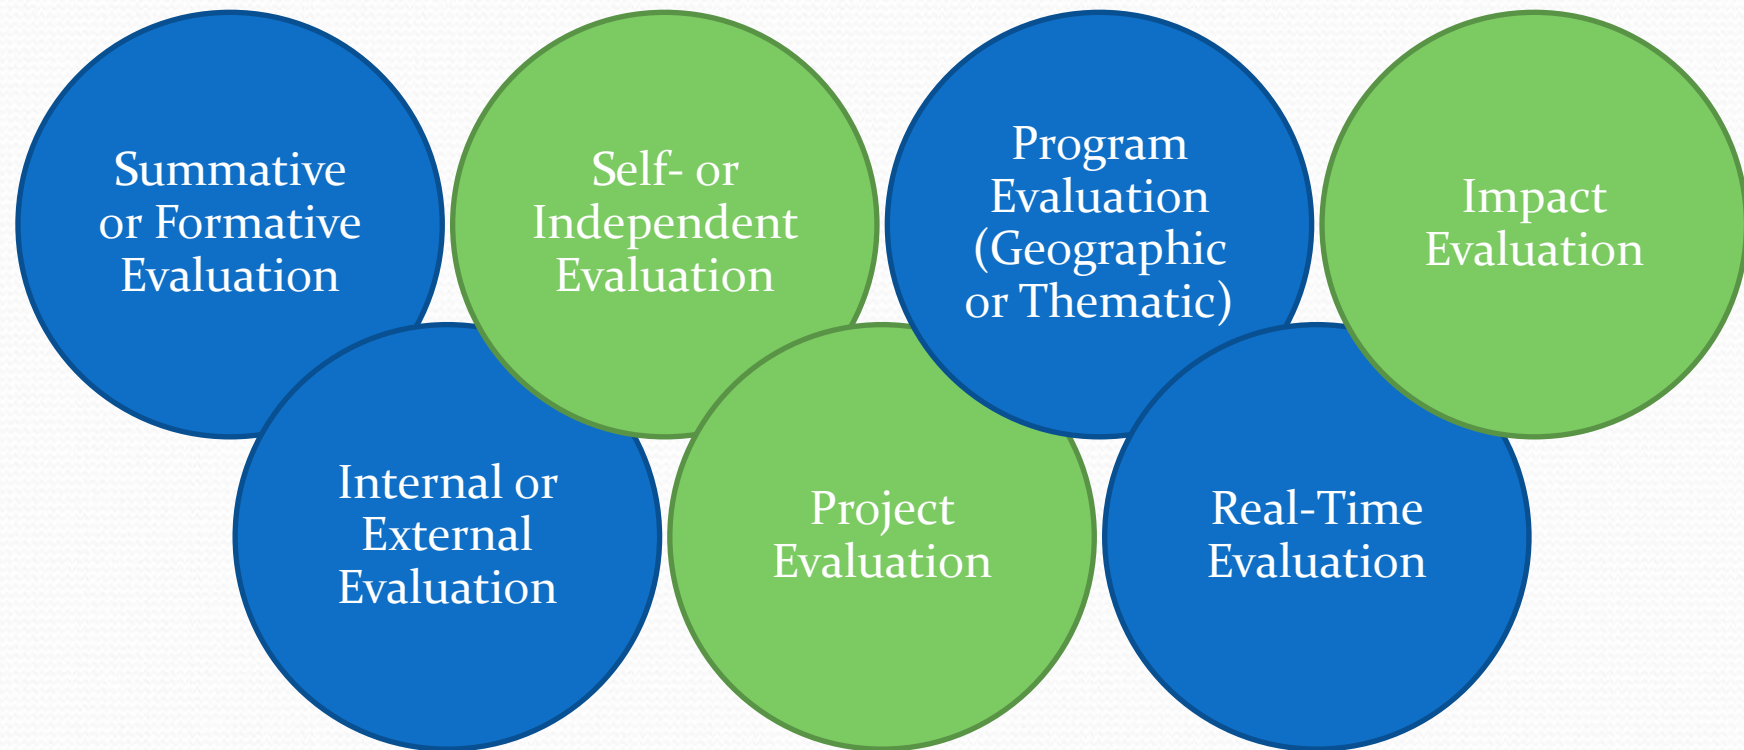 Summative
or Formative
Evaluation
Self- or
Independent
Evaluation
Program
Evaluation
(Geographic
or Thematic)
Impact
Evaluation
Internal or
External
Evaluation
Project
Evaluation
Real-Time
Evaluation